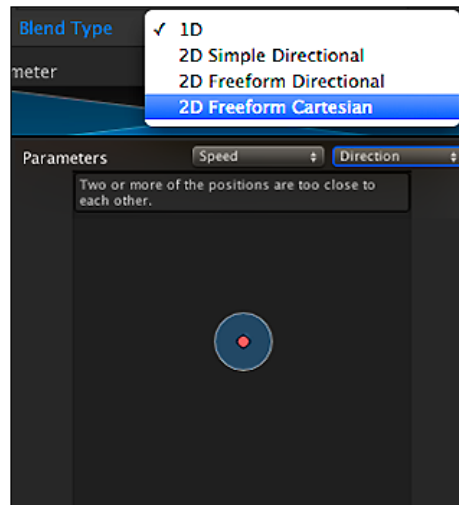 Blend Type
✓ 1D
2D Simple Directional
2D Freeform Directional
2D Freeform Cartesian
meter
Parameters Speed Direction
Two or more of the positions are too close to
each other.